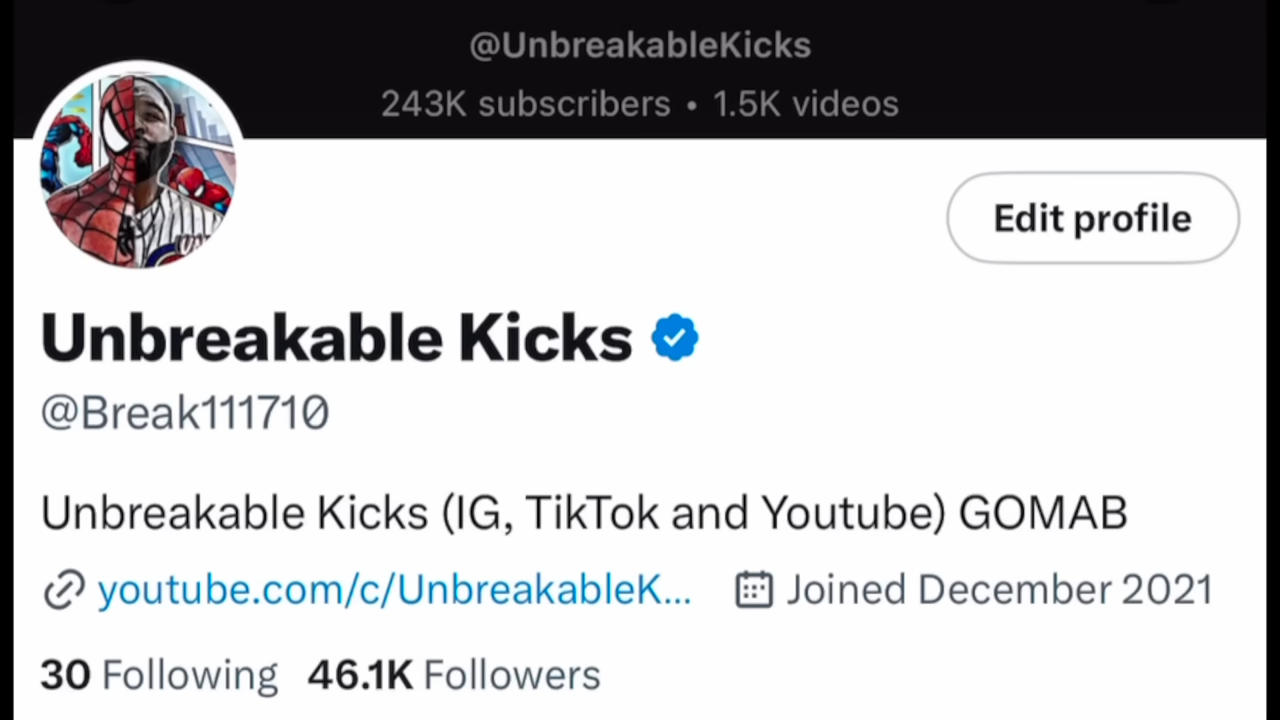 @UnbreakableKicks
243K subscribers • 1.5K videos
Edit profile
Unbreakable Kicks
@Break111710
Unbreakable Kicks (IG, TikTok and Youtube) GOMAB
youtube.com/c/UnbreakableK... Joined December 2021
30 Following 46.1K Followers